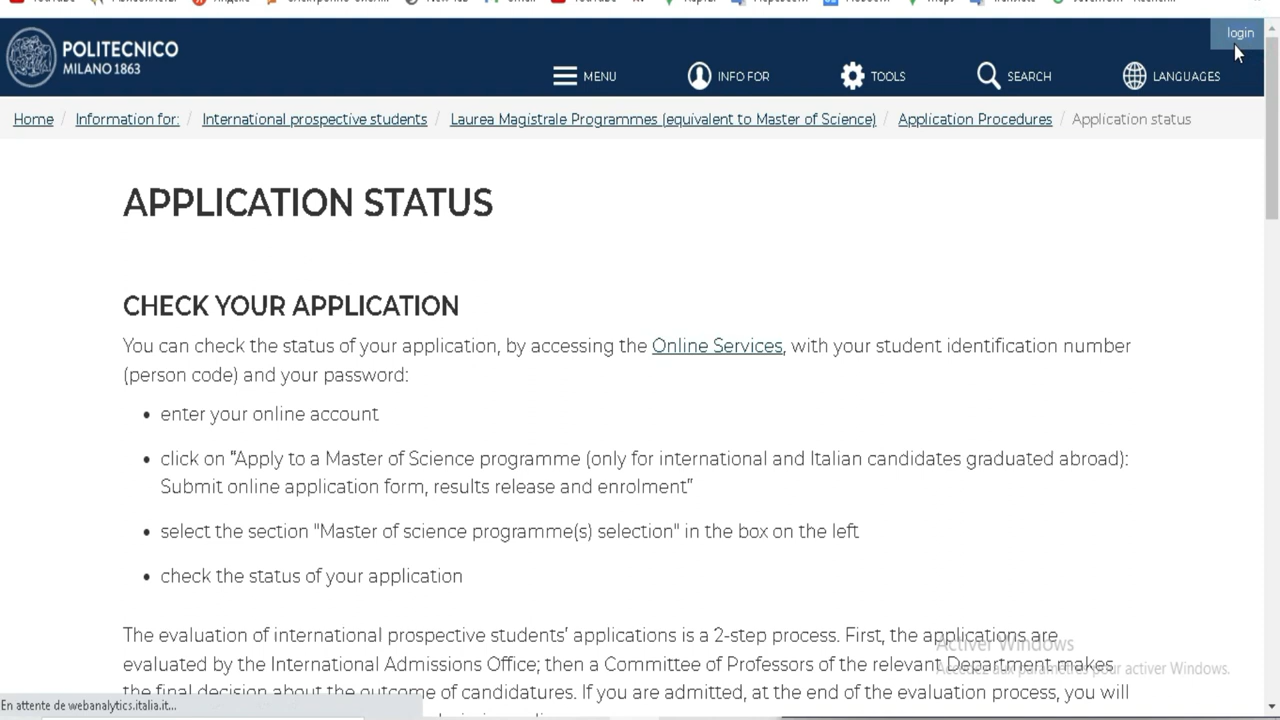 login
POLITECNICO
MILANO 1863
MENU
INFO FOR
TOOLS
SEARCH
LANGUAGES
Home / Information for: / International prospective students / Laurea Magistrale Programmes (equivalent to Master of Science) / Application Procedures / Application status
APPLICATION STATUS
CHECK YOUR APPLICATION
You can check the status of your application, by accessing the Online Services, with your student identification number
(person code) and your password:
• enter your online account
• click on “Apply to a Master of Science programme (only for international and Italian candidates graduated abroad):
Submit online application form, results release and enrolment”
• select the section "Master of science programme(s) selection" in the box on the left
• check the status of your application
The evaluation of international prospective students’ applications is a 2-step process. First, the applications are
evaluated by the International Admissions Office; then a Committee of Professors of the relevant Department makes
the final decision about the outcome of candidatures. If you are admitted, at the end of the evaluation process, you will
Activer Windows
Accédez aux paramètres pour activer Windows.
En attente de webanalytics.italia.it...